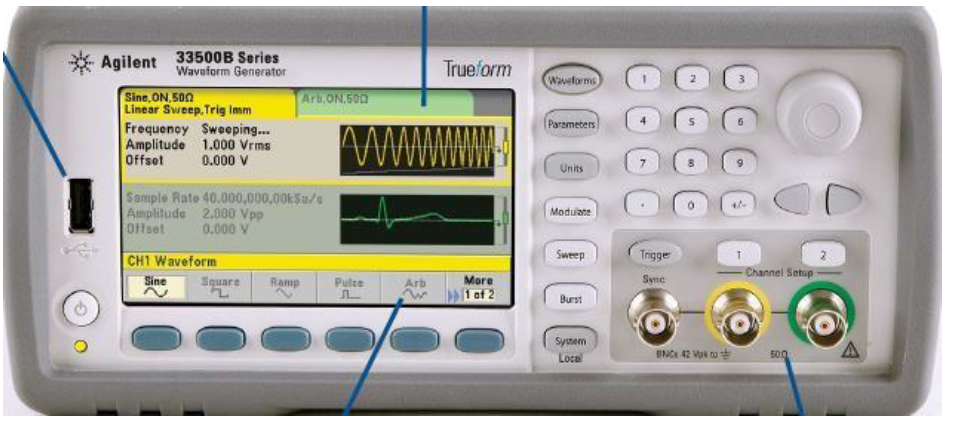 Agilent 33500B Series
Waveform Generator
Trueform
Sine,ON,50Ω
Linear Sweep,Trig Imm
Arb,ON,50Ω
Frequency Sweeping...
Amplitude 1.000 Vrms
Offset 0.000 V
Sample Rate 40.000,000,00kSa/s
Amplitude 2.000 Vpp
Offset 0.000 V
CH1 Waveform
Sine Square Ramp Pulse Arb More
1 of 2
Waveforms
Parameters
Units
Modulate
Sweep
Burst
System
Local
1 2 3
4 5 6
7 8 9
. 0 +/-
Trigger 1 2
Channel Setup
Sync
BNCs 42 Vpk to 50Ω